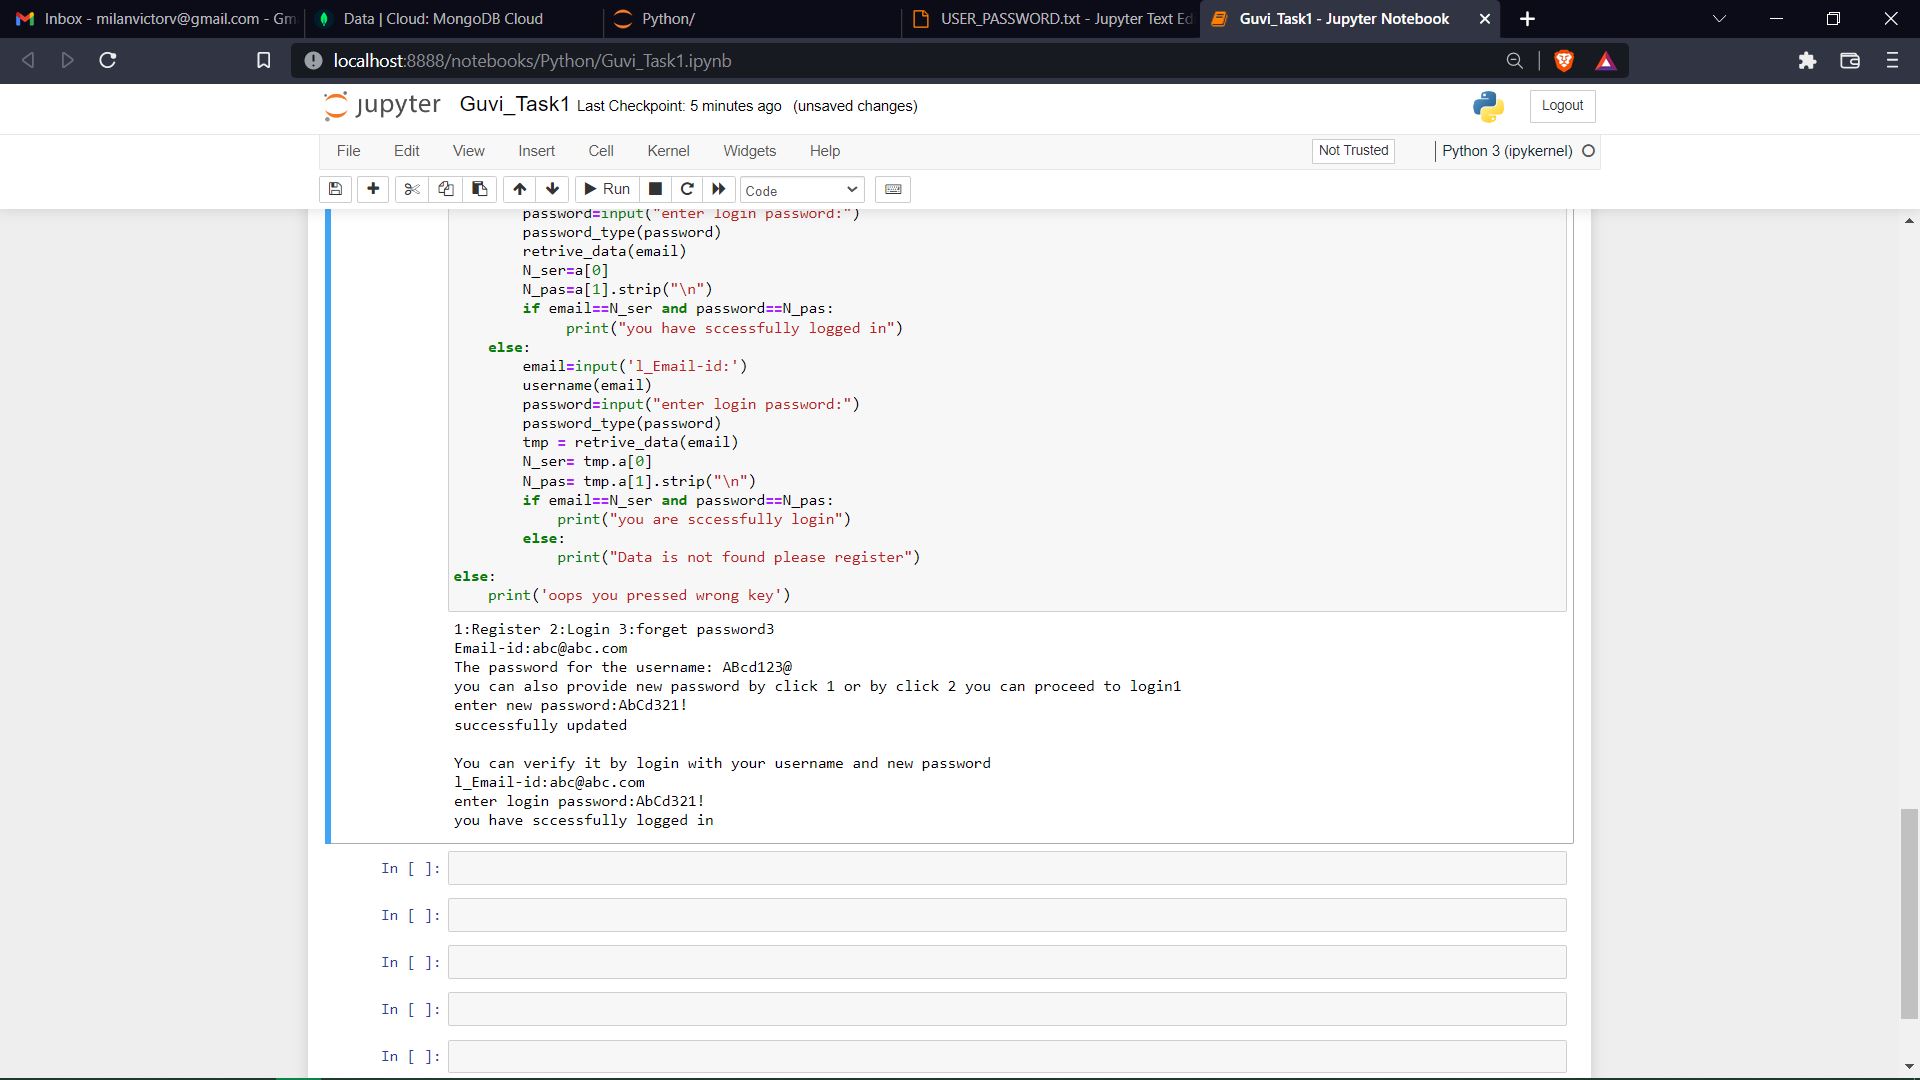 Inbox - milanvictorv@gmail.com - Gm
Data | Cloud: MongoDB Cloud
Python/
USER_PASSWORD.txt - Jupyter Text Ed
Guvi_Task1 - Jupyter Notebook
localhost:8888/notebooks/Python/Guvi_Task1.ipynb
jupyter Guvi_Task1 Last Checkpoint: 5 minutes ago (unsaved changes)
Logout
File Edit View Insert Cell Kernel Widgets Help
Not Trusted
Python 3 (ipykernel)
Run
Code
password=input("enter login password:")
password_type(password)
retrive_data(email)
N_ser=a[0]
N_pas=a[1].strip("\n")
if email==N_ser and password==N_pas:
print("you have sccessfully logged in")
else:
email=input('l_Email-id:')
username(email)
password=input("enter login password:")
password_type(password)
tmp = retrive_data(email)
N_ser= tmp.a[0]
N_pas= tmp.a[1].strip("\n")
if email==N_ser and password==N_pas:
print("you are sccessfully login")
else:
print("Data is not found please register")
else:
print('oops you pressed wrong key')
1:Register 2:Login 3:forget password3
Email-id:abc@abc.com
The password for the username: ABcd123@
you can also provide new password by click 1 or by click 2 you can proceed to login1
enter new password:AbCd321!
successfully updated
You can verify it by login with your username and new password
l_Email-id:abc@abc.com
enter login password:AbCd321!
you have sccessfully logged in
In [ ]:
In [ ]:
In [ ]:
In [ ]:
In [ ]: